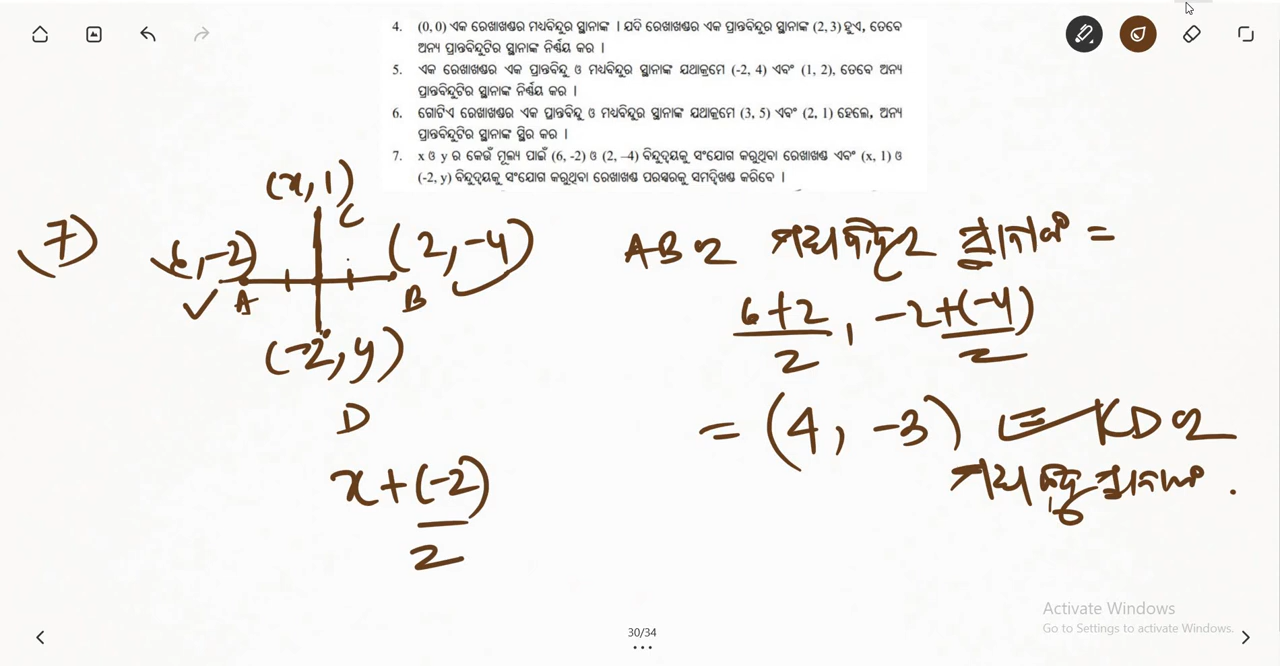 4. (0, 0) ଏକ ରେଖାଖଣ୍ଡର ମଧ୍ୟବିନ୍ଦୁର ସ୍ଥାନାଙ୍କ । ଯଦି ରେଖାଖଣ୍ଡର ଏକ ପ୍ରାନ୍ତବିନ୍ଦୁର ସ୍ଥାନାଙ୍କ (2, 3) ହୁଏ, ତେବେ
ଅନ୍ୟ ପ୍ରାନ୍ତବିନ୍ଦୁଟିର ସ୍ଥାନାଙ୍କ ନିର୍ଣ୍ଣୟ କର ।
5. ଏକ ରେଖାଖଣ୍ଡର ଏକ ପ୍ରାନ୍ତବିନ୍ଦୁ ଓ ମଧ୍ୟବିନ୍ଦୁର ସ୍ଥାନାଙ୍କ ଯଥାକ୍ରମେ (-2, 4) ଏବଂ (1, 2), ତେବେ ଅନ୍ୟ
ପ୍ରାନ୍ତବିନ୍ଦୁଟିର ସ୍ଥାନାଙ୍କ ନିର୍ଣ୍ଣୟ କର ।
6. ଗୋଟିଏ ରେଖାଖଣ୍ଡର ଏକ ପ୍ରାନ୍ତବିନ୍ଦୁ ଓ ମଧ୍ୟବିନ୍ଦୁର ସ୍ଥାନାଙ୍କ ଯଥାକ୍ରମେ (3, 5) ଏବଂ (2, 1) ହେଲେ, ଅନ୍ୟ
ପ୍ରାନ୍ତବିନ୍ଦୁଟିର ସ୍ଥାନାଙ୍କ ସ୍ଥିର କର ।
7. x ଓ y ର କେଉଁ ମୂଲ୍ୟ ପାଇଁ (6, -2) ଓ (2, –4) ବିନ୍ଦୁଦ୍ୱୟକୁ ସଂଯୋଗ କରୁଥିବା ରେଖାଖଣ୍ଡ ଏବଂ (x, 1) ଓ
(-2, y) ବିନ୍ଦୁଦ୍ୱୟକୁ ସଂଯୋଗ କରୁଥିବା ରେଖାଖଣ୍ଡ ପରସ୍ପରକୁ ସମଦ୍ବିଖଣ୍ଡ କରିବେ ।
(x, 1)
C
7)
(6, -2)
(2, -4)
A
B
(-2, y)
D
x + (-2)
2
ABର ମଧ୍ୟବିନ୍ଦୁର ସ୍ଥାନାଙ୍କ =
6+2 , -2+(-4)
2 2
= (4, -3)
Dର
ମଧ୍ୟବିନ୍ଦୁ ସ୍ଥାନାଙ୍କ .
30/34
Activate Windows
Go to Settings to activate Windows.